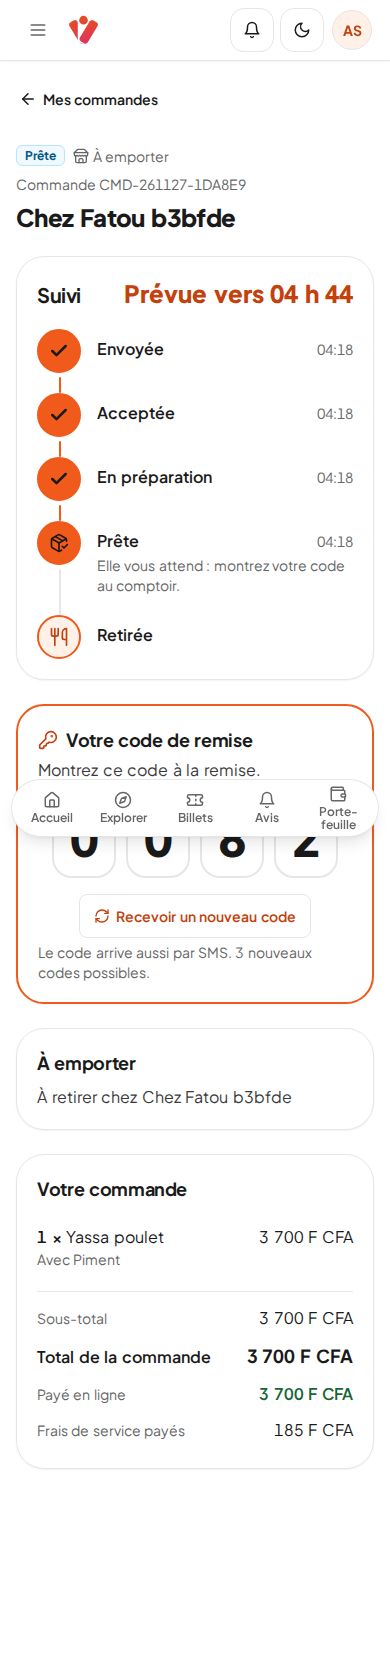 AS
Mes commandes
Prête À emporter
Commande CMD-261127-1DA8E9
Chez Fatou b3bfde
Suivi Prévue vers 04 h 44
Envoyée 04:18
Acceptée 04:18
En préparation 04:18
Prête 04:18
Elle vous attend : montrez votre code
au comptoir.
Retirée
Votre code de remise
Montrez ce code à la remise.
Accueil Explorer Billets Avis Porte-
feuille
0 0 8 2
Recevoir un nouveau code
Le code arrive aussi par SMS. 3 nouveaux
codes possibles.
À emporter
À retirer chez Chez Fatou b3bfde
Votre commande
1 × Yassa poulet 3 700 F CFA
Avec Piment
Sous-total 3 700 F CFA
Total de la commande 3 700 F CFA
Payé en ligne 3 700 F CFA
Frais de service payés 185 F CFA